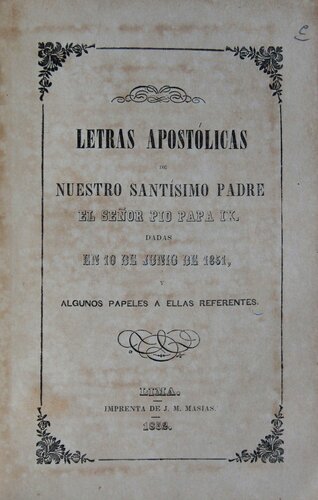 LETRAS APOSTÓLICAS
DE
NUESTRO SANTÍSIMO PADRE
EL SEÑOR PIO PAPA IX.
DADAS
EN 10 DE JUNIO DE 1851,
Y
ALGUNOS PAPELES A ELLAS REFERENTES.
LIMA.
IMPRENTA DE J. M. MASIAS.
1852.